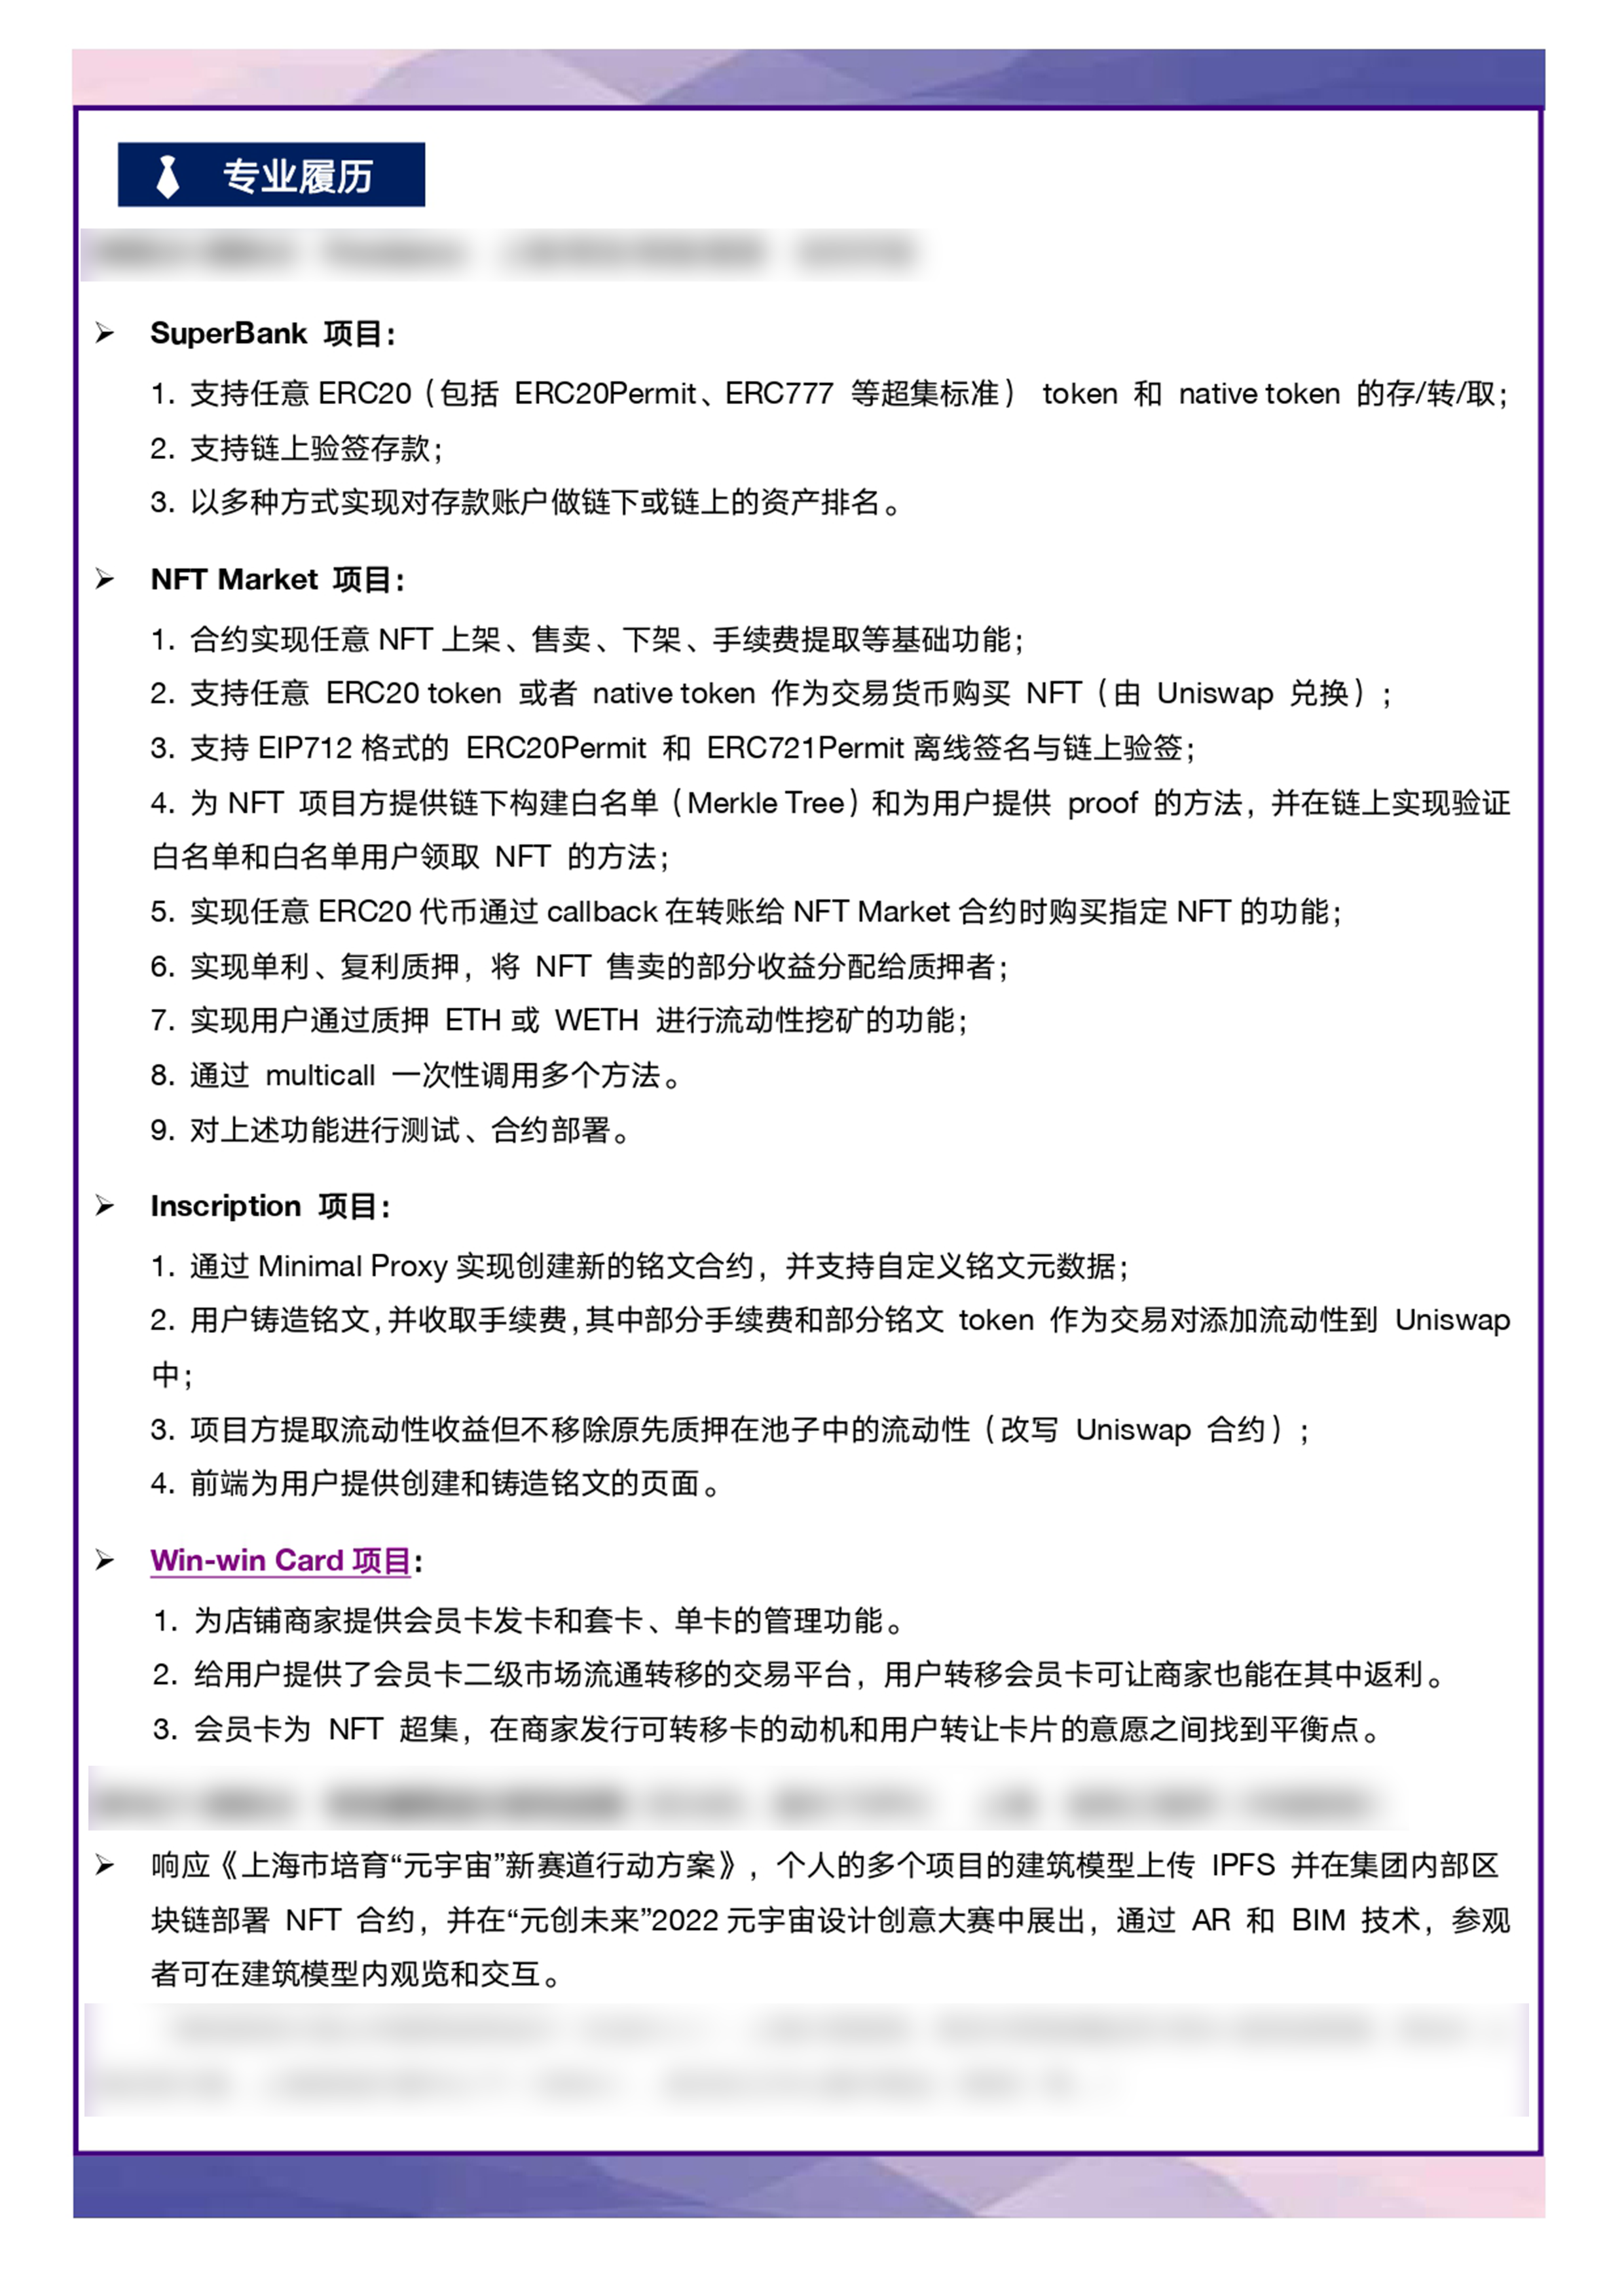 专业履历
SuperBank 项目：
1. 支持任意 ERC20（包括 ERC20Permit、ERC777 等超集标准） token 和 native token 的存/转/取；
2. 支持链上验签存款；
3. 以多种方式实现对存款账户做链下或链上的资产排名。
NFT Market 项目：
1. 合约实现任意 NFT 上架、售卖、下架、手续费提取等基础功能；
2. 支持任意 ERC20 token 或者 native token 作为交易货币购买 NFT（由 Uniswap 兑换）；
3. 支持 EIP712 格式的 ERC20Permit 和 ERC721Permit 离线签名与链上验签；
4. 为 NFT 项目方提供链下构建白名单（Merkle Tree）和为用户提供 proof 的方法，并在链上实现验证
白名单和白名单用户领取 NFT 的方法；
5. 实现任意 ERC20 代币通过 callback 在转账给 NFT Market 合约时购买指定 NFT 的功能；
6. 实现单利、复利质押，将 NFT 售卖的部分收益分配给质押者；
7. 实现用户通过质押 ETH 或 WETH 进行流动性挖矿的功能；
8. 通过 multicall 一次性调用多个方法。
9. 对上述功能进行测试、合约部署。
Inscription 项目：
1. 通过 Minimal Proxy 实现创建新的铭文合约，并支持自定义铭文元数据；
2. 用户铸造铭文，并收取手续费，其中部分手续费和部分铭文 token 作为交易对添加流动性到 Uniswap
中；
3. 项目方提取流动性收益但不移除原先质押在池子中的流动性（改写 Uniswap 合约）；
4. 前端为用户提供创建和铸造铭文的页面。
Win-win Card 项目：
1. 为店铺商家提供会员卡发卡和套卡、单卡的管理功能。
2. 给用户提供了会员卡二级市场流通转移的交易平台，用户转移会员卡可让商家也能在其中返利。
3. 会员卡为 NFT 超集，在商家发行可转移卡的动机和用户转让卡片的意愿之间找到平衡点。
响应《上海市培育“元宇宙”新赛道行动方案》，个人的多个项目的建筑模型上传 IPFS 并在集团内部区
块链部署 NFT 合约，并在“元创未来”2022 元宇宙设计创意大赛中展出，通过 AR 和 BIM 技术，参观
者可在建筑模型内观览和交互。